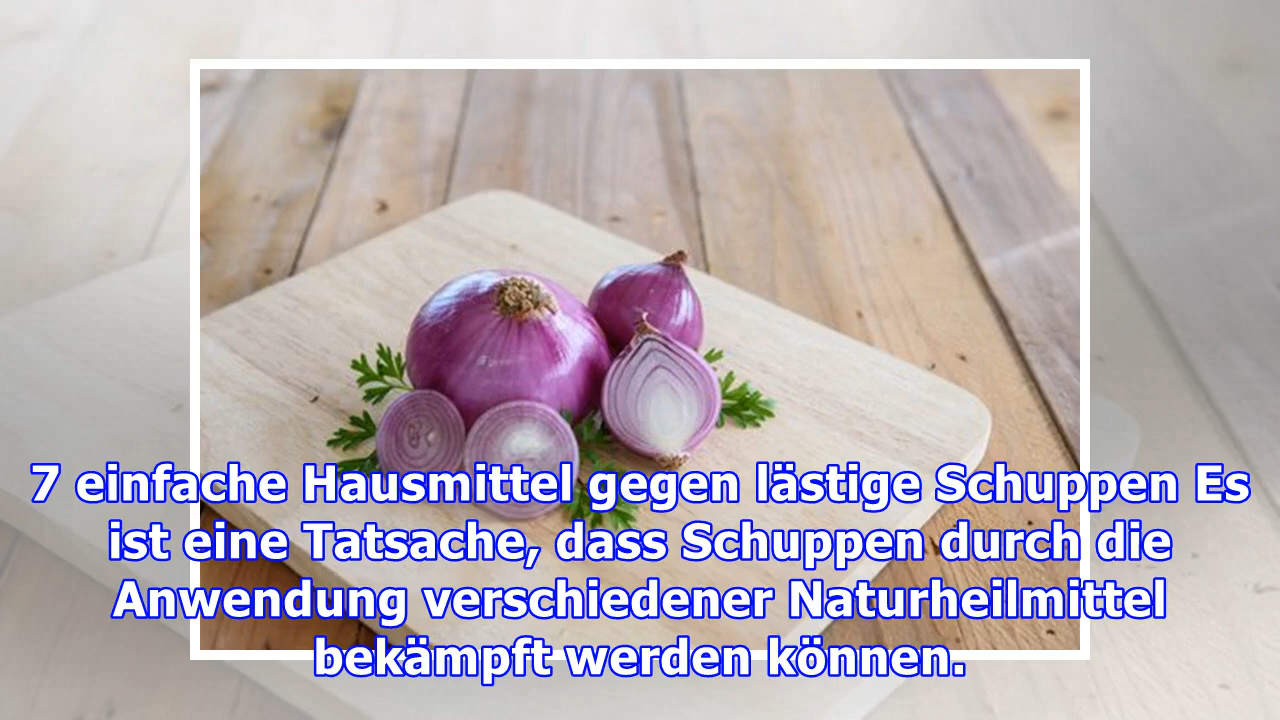 7 einfache Hausmittel gegen lästige Schuppen Es
ist eine Tatsache, dass Schuppen durch die
Anwendung verschiedener Naturheilmittel
bekämpft werden können.